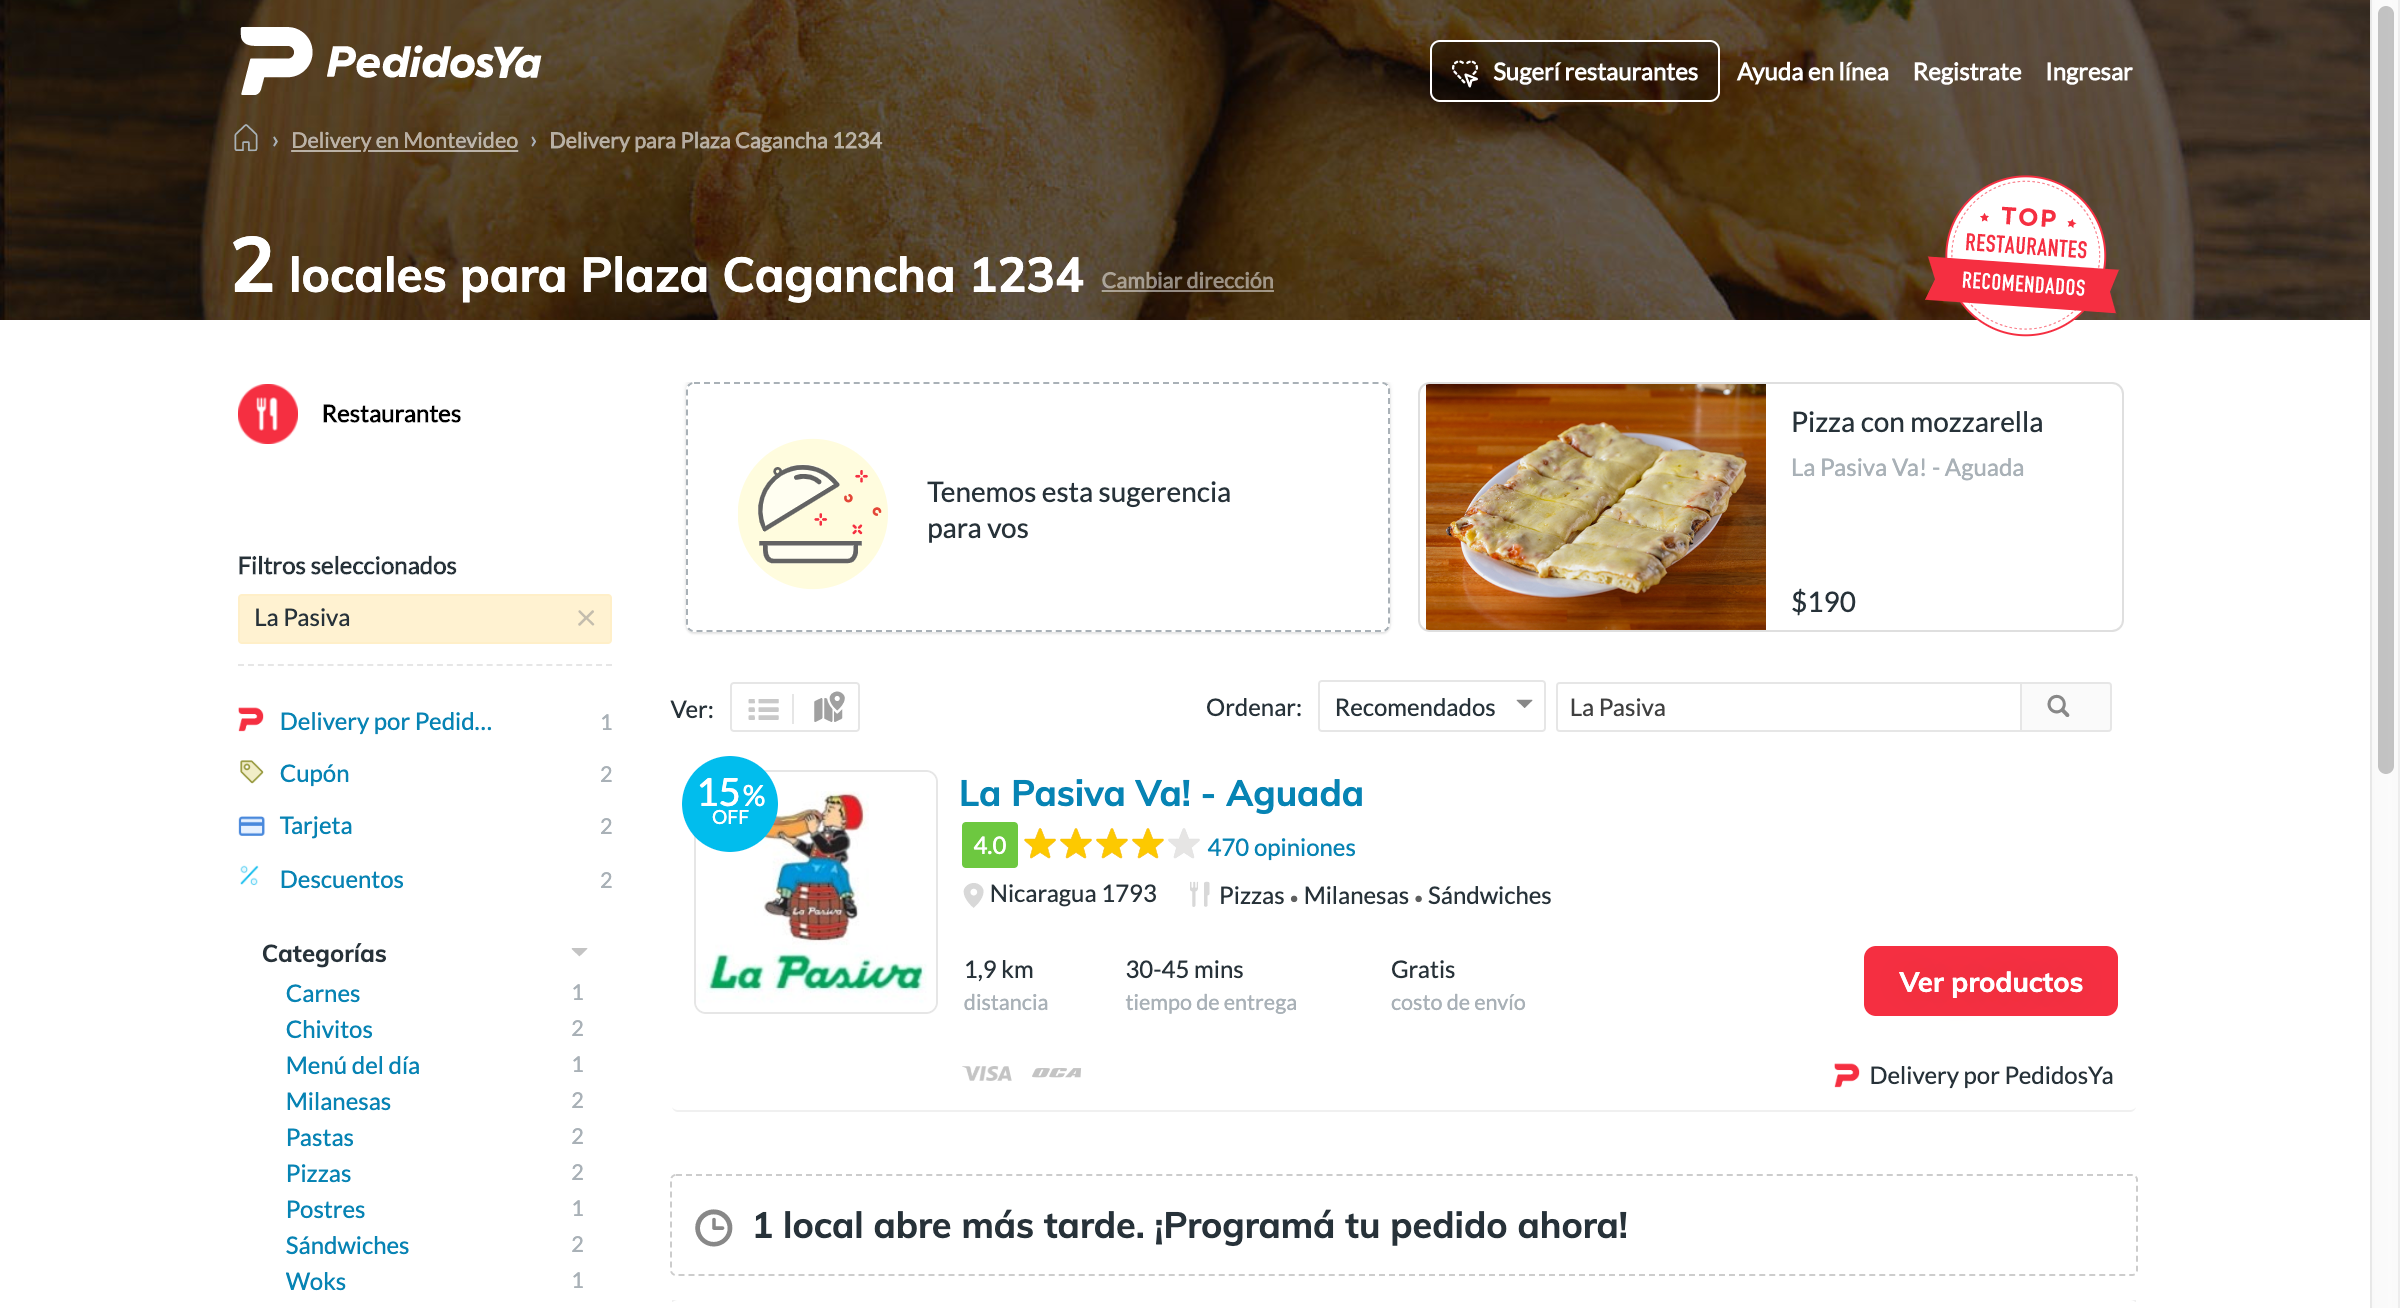 PedidosYa
Sugerí restaurantes
Ayuda en línea
Registrate
Ingresar
› Delivery en Montevideo › Delivery para Plaza Cagancha 1234
2 locales para Plaza Cagancha 1234
Cambiar dirección
TOP
RESTAURANTES
RECOMENDADOS
Restaurantes
Filtros seleccionados
La Pasiva
Delivery por Pedid... 1
Cupón 2
Tarjeta 2
Descuentos 2
Categorías
Carnes 1
Chivitos 2
Menú del día 1
Milanesas 2
Pastas 2
Pizzas 2
Postres 1
Sándwiches 2
Woks 1
Tenemos esta sugerencia
para vos
Pizza con mozzarella
La Pasiva Va! - Aguada
$190
Ver:
Ordenar:
Recomendados
La Pasiva
15%
OFF
La Pasiva
La Pasiva
La Pasiva Va! - Aguada
4.0
470 opiniones
Nicaragua 1793
Pizzas • Milanesas • Sándwiches
1,9 km
distancia
30-45 mins
tiempo de entrega
Gratis
costo de envío
Ver productos
VISA OCA
Delivery por PedidosYa
1 local abre más tarde. ¡Programá tu pedido ahora!